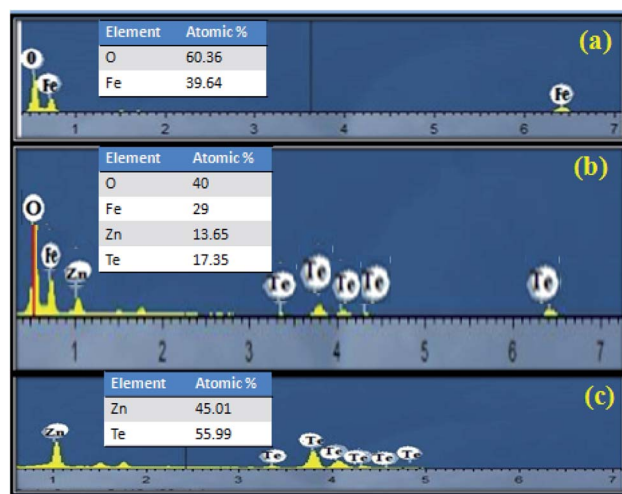 Element Atomic %
(a)
O 60.36
Fe 39.64
O
Fe
Fe
1 2 3 4 5 6 7
Element Atomic %
(b)
O 40
Fe 29
Zn 13.65
Te 17.35
O
Fe
Zn
Te Te Te Te
Te
1 2 3 4 5 6 7
Element Atomic %
(c)
Zn 45.01
Te 55.99
Zn
Te Te Te Te Te Te
1 2 3 4 5 6 7